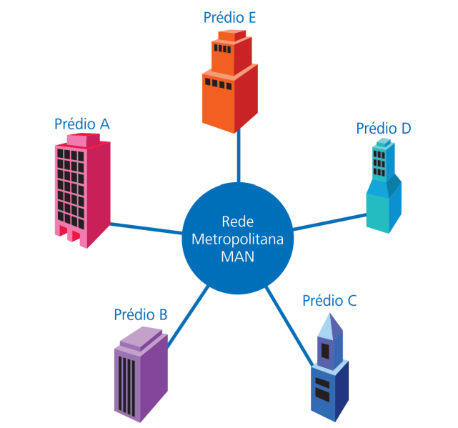 Prédio E
Prédio A
Prédio D
Rede
Metropolitana
MAN
Prédio C
Prédio B